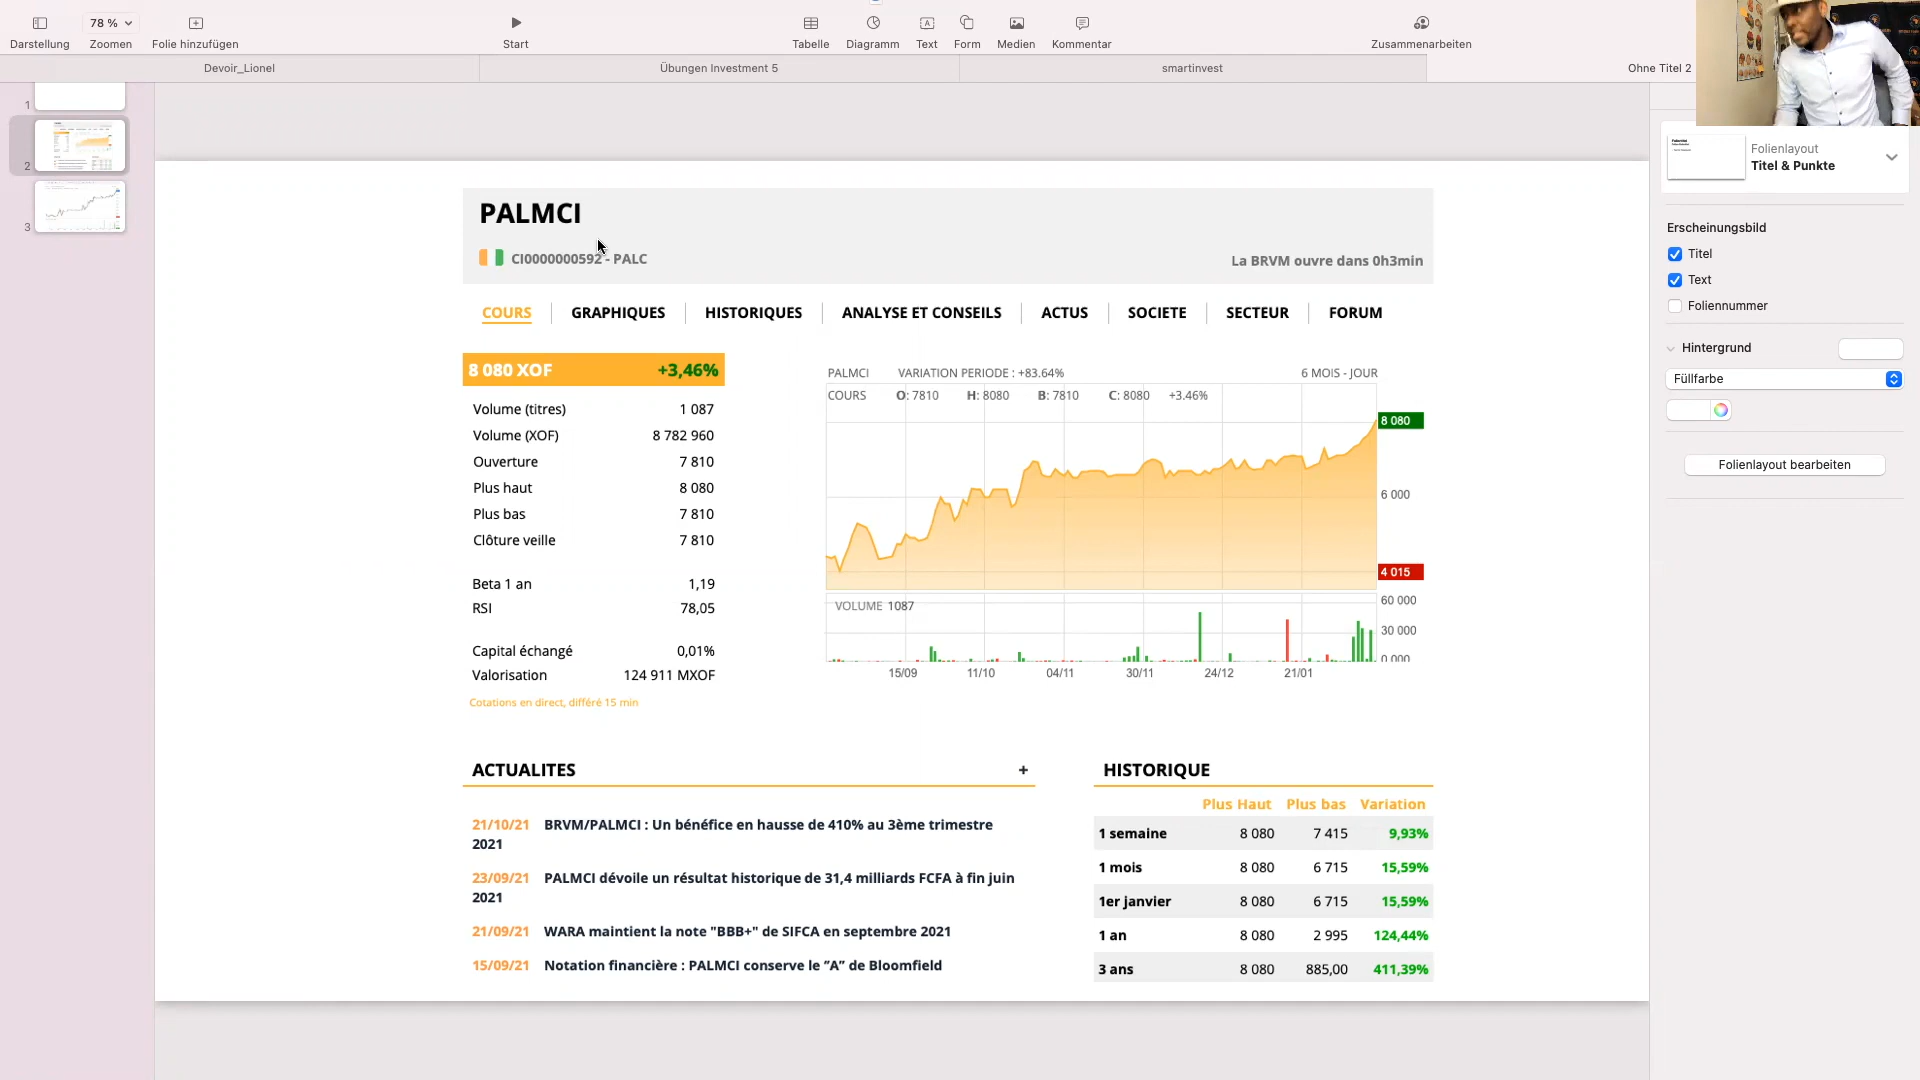 78 %
Darstellung
Zoomen
Folie hinzufügen
Start
Tabelle
Diagramm
Text
Form
Medien
Kommentar
Zusammenarbeiten
Devoir_Lionel
Übungen Investment 5
smartinvest
Ohne Titel 2
1
2
3
PALMCI
CI0000000592 - PALC
La BRVM ouvre dans 0h3min
COURS
GRAPHIQUES
HISTORIQUES
ANALYSE ET CONSEILS
ACTUS
SOCIETE
SECTEUR
FORUM
8 080 XOF +3,46%
Volume (titres) 1 087
Volume (XOF) 8 782 960
Ouverture 7 810
Plus haut 8 080
Plus bas 7 810
Clôture veille 7 810
Beta 1 an 1,19
RSI 78,05
Capital échangé 0,01%
Valorisation 124 911 MXOF
Cotations en direct, différé 15 min
PALMCI VARIATION PERIODE : +83.64% 6 MOIS - JOUR
COURS O: 7810 H: 8080 B: 7810 C: 8080 +3.46%
8 080
6 000
4 015
VOLUME 1087
60 000
30 000
0 000
15/09 11/10 04/11 30/11 24/12 21/01
ACTUALITES +
21/10/21 BRVM/PALMCI : Un bénéfice en hausse de 410% au 3ème trimestre
2021
23/09/21 PALMCI dévoile un résultat historique de 31,4 milliards FCFA à fin juin
2021
21/09/21 WARA maintient la note "BBB+" de SIFCA en septembre 2021
15/09/21 Notation financière : PALMCI conserve le “A” de Bloomfield
HISTORIQUE
Plus Haut Plus bas Variation
1 semaine 8 080 7 415 9,93%
1 mois 8 080 6 715 15,59%
1er janvier 8 080 6 715 15,59%
1 an 8 080 2 995 124,44%
3 ans 8 080 885,00 411,39%
Folienlayout
Titel & Punkte
Erscheinungsbild
Titel
Text
Foliennummer
Hintergrund
Füllfarbe
Folienlayout bearbeiten